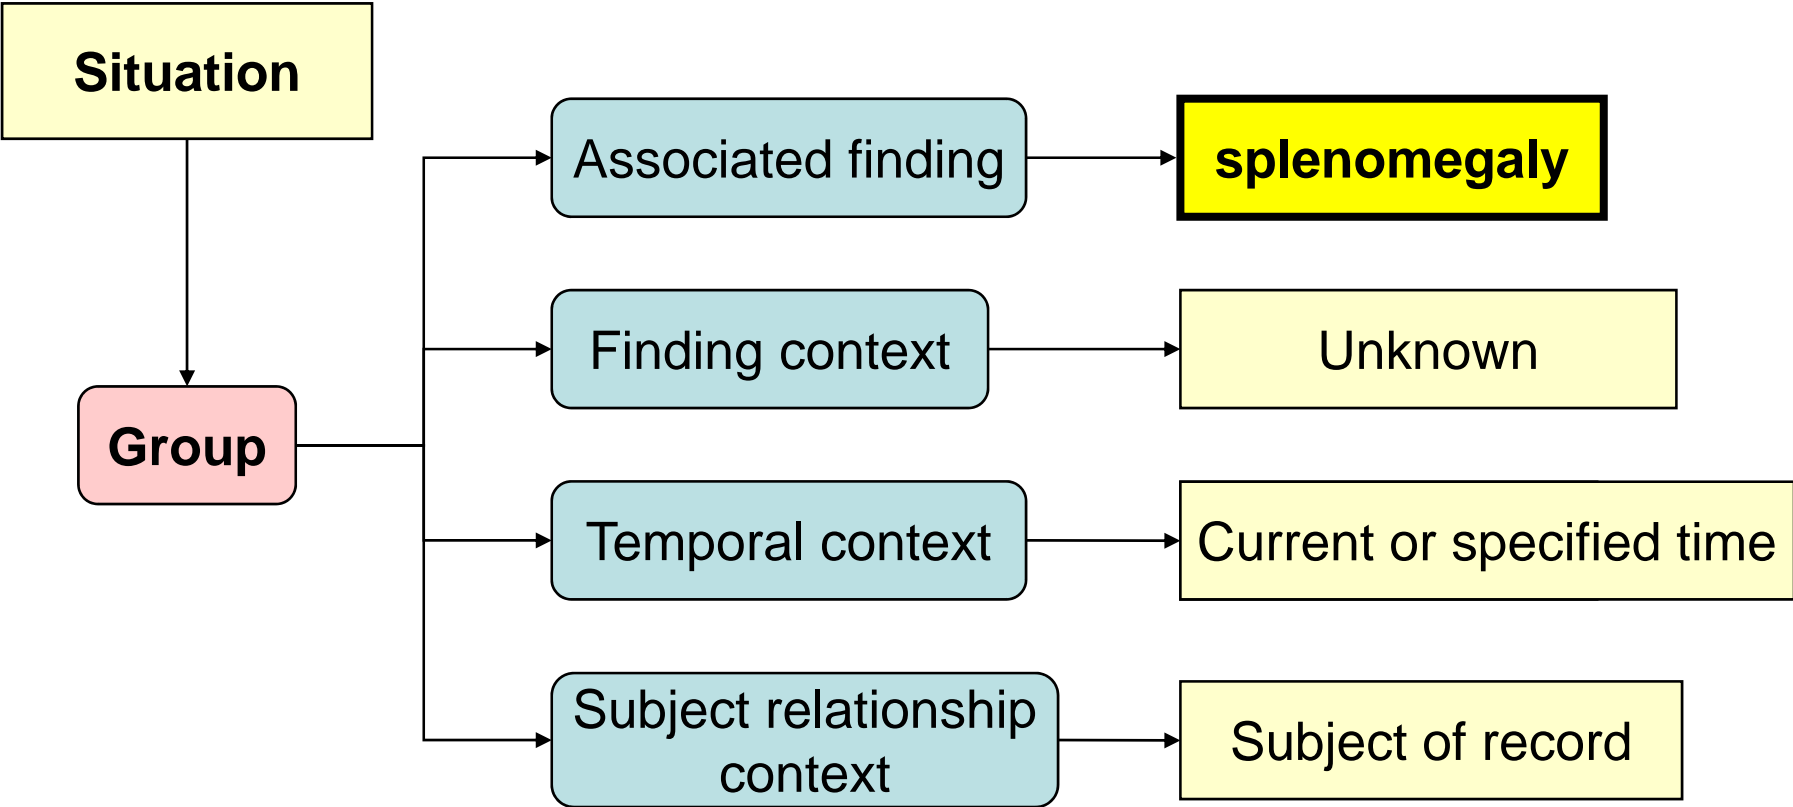 Situation
Group
Associated finding
splenomegaly
Finding context
Unknown
Temporal context
Current or specified time
Subject relationship
context
Subject of record